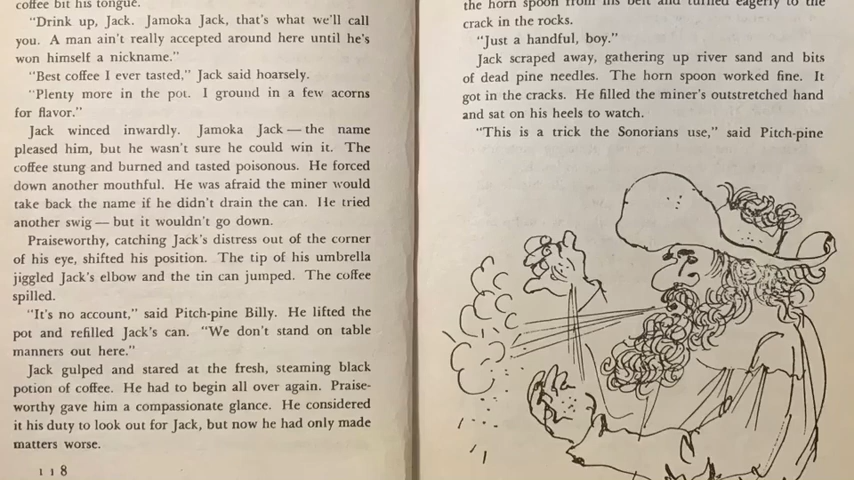 coffee bit his tongue.
"Drink up, Jack. Jamoka Jack, that's what we'll call
you. A man ain't really accepted around here until he's
won himself a nickname."
"Best coffee I ever tasted," Jack said hoarsely.
"Plenty more in the pot. I ground in a few acorns
for flavor."
Jack winced inwardly. Jamoka Jack — the name
pleased him, but he wasn't sure he could win it. The
coffee stung and burned and tasted poisonous. He forced
down another mouthful. He was afraid the miner would
take back the name if he didn't drain the can. He tried
another swig — but it wouldn't go down.
Praiseworthy, catching Jack's distress out of the corner
of his eye, shifted his position. The tip of his umbrella
jiggled Jack's elbow and the tin can jumped. The coffee
spilled.
"It's no account," said Pitch-pine Billy. He lifted the
pot and refilled Jack's can. "We don't stand on table
manners out here."
Jack gulped and stared at the fresh, steaming black
potion of coffee. He had to begin all over again. Praise-
worthy gave him a compassionate glance. He considered
it his duty to look out for Jack, but now he had only made
matters worse.
118
the horn spoon from his belt and turned eagerly to the
crack in the rocks.
"Just a handful, boy."
Jack scraped away, gathering up river sand and bits
of dead pine needles. The horn spoon worked fine. It
got in the cracks. He filled the miner's outstretched hand
and sat on his heels to watch.
"This is a trick the Sonorians use," said Pitch-pine